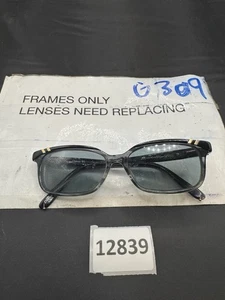 G309
FRAMES ONLY
LENSES NEED REPLACING
12839